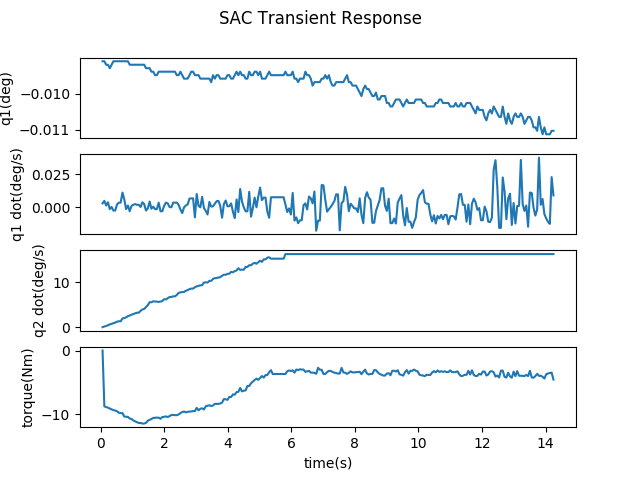 SAC Transient Response
q1(deg)
−0.010
−0.011
q1 dot(deg/s)
0.025
0.000
q2 dot(deg/s)
10
0
torque(Nm)
0
−10
0 2 4 6 8 10 12 14
time(s)